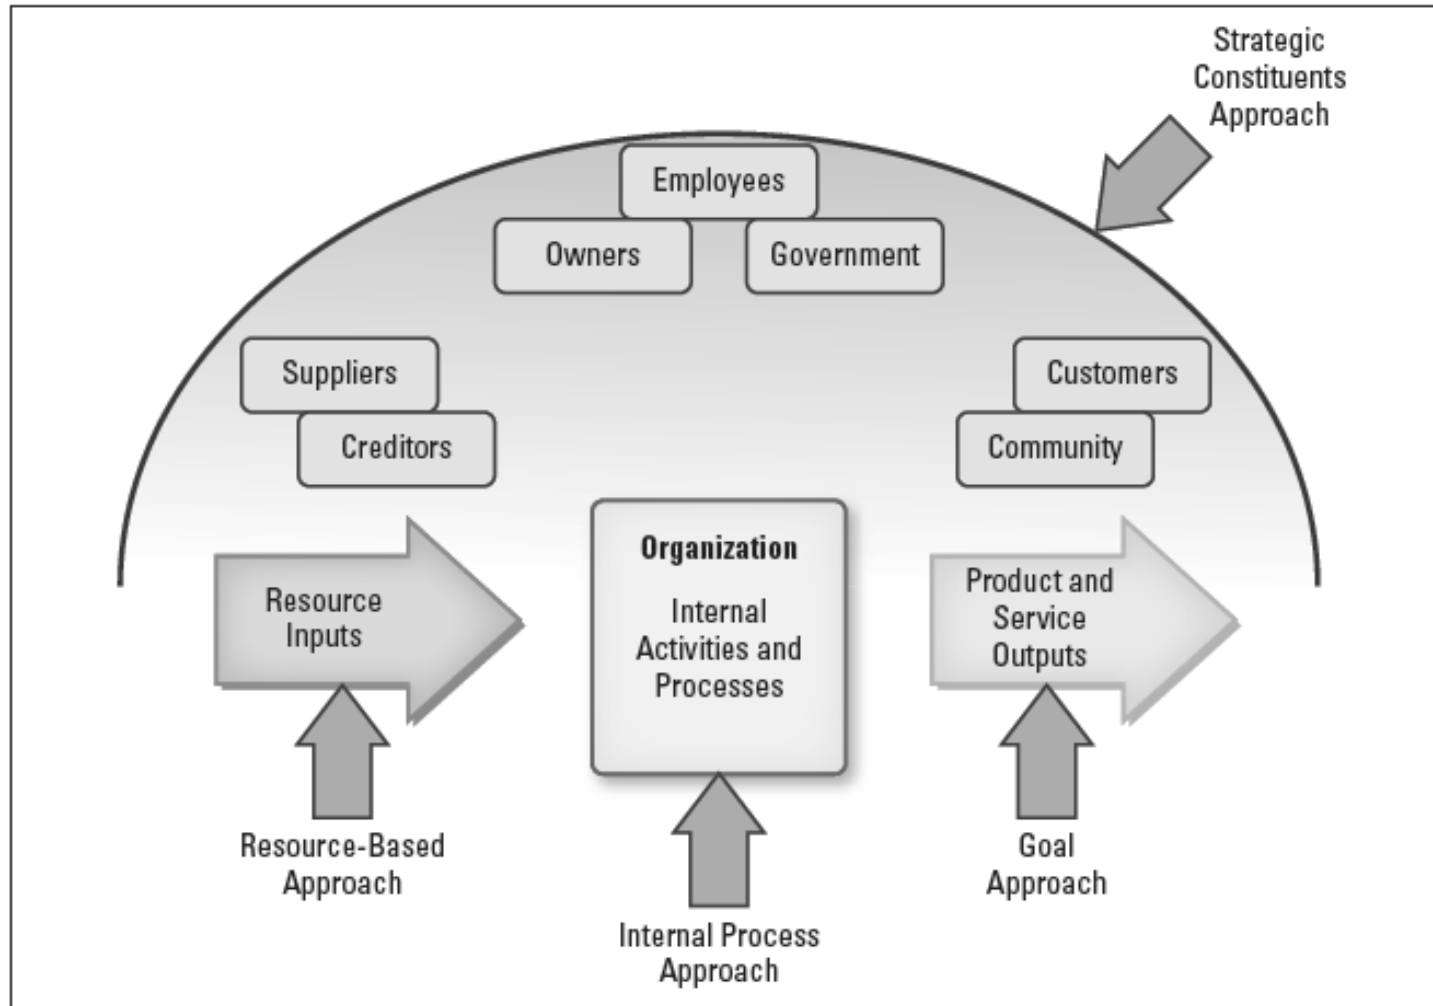 Strategic
Constituents
Approach
Employees
Owners
Government
Suppliers
Customers
Creditors
Community
Organization
Internal
Activities and
Processes
Resource
Inputs
Product and
Service
Outputs
Resource-Based
Approach
Goal
Approach
Internal Process
Approach